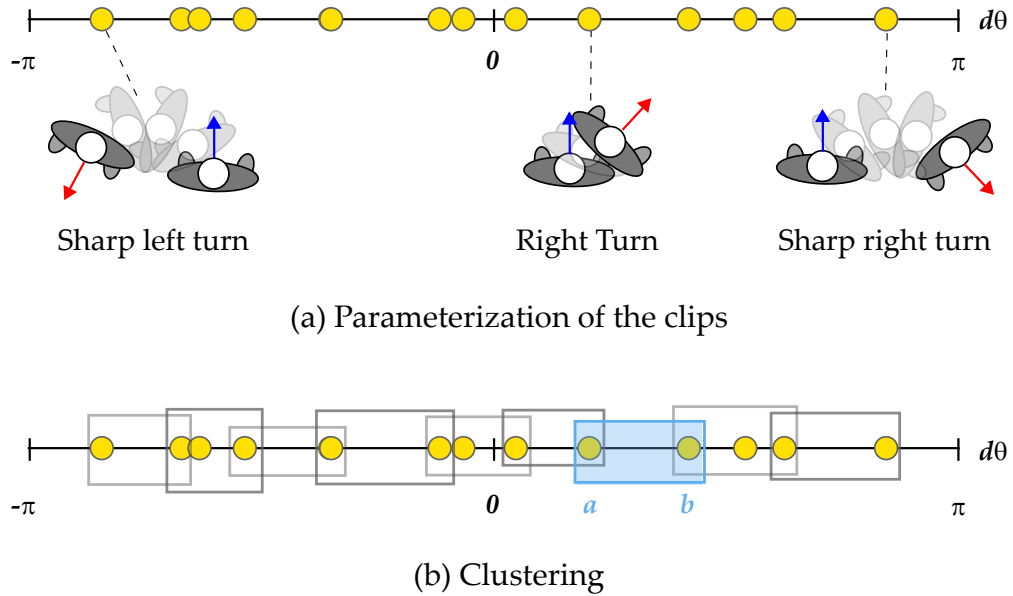 dθ
-π 0 π
Sharp left turn Right Turn Sharp right turn
(a) Parameterization of the clips
dθ
-π 0 a b π
(b) Clustering